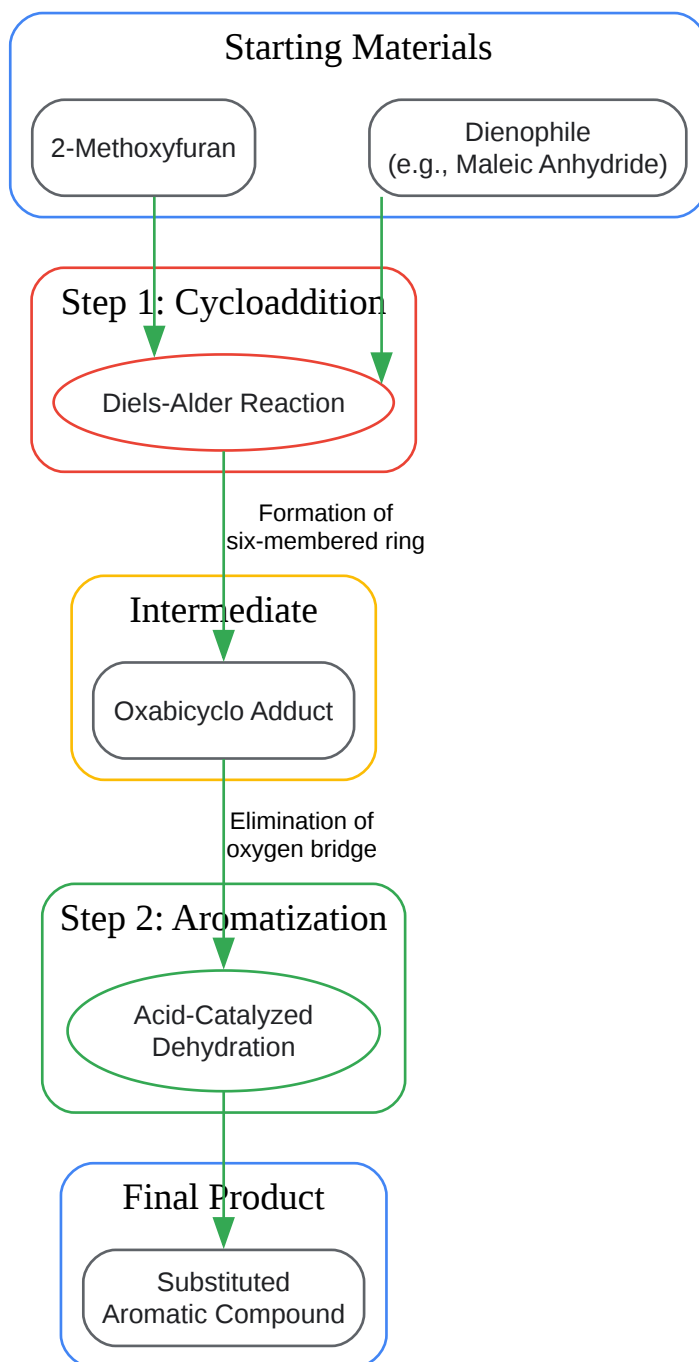 Starting Materials
2-Methoxyfuran
Dienophile
(e.g., Maleic Anhydride)
Step 1: Cycloaddition
Diels-Alder Reaction
Formation of
six-membered ring
Intermediate
Oxabicyclo Adduct
Elimination of
oxygen bridge
Step 2: Aromatization
Acid-Catalyzed
Dehydration
Final Product
Substituted
Aromatic Compound